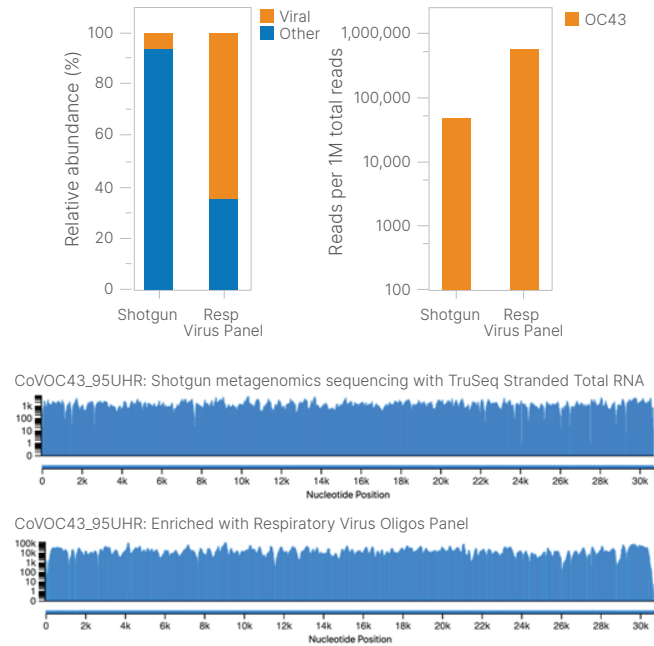 Viral
Other
Relative abundance (%)
100
80
60
40
20
0
Shotgun
Resp
Virus Panel
OC43
Reads per 1M total reads
1,000,000
100,000
10,000
1000
100
Shotgun
Resp
Virus Panel
CoVOC43_95UHR: Shotgun metagenomics sequencing with TruSeq Stranded Total RNA
1k
100
10
1
0
0 2k 4k 6k 8k 10k 12k 14k 16k 18k 20k 22k 24k 26k 28k 30k
Nucleotide Position
CoVOC43_95UHR: Enriched with Respiratory Virus Oligos Panel
100k
10k
1k
100
10
1
0
0 2k 4k 6k 8k 10k 12k 14k 16k 18k 20k 22k 24k 26k 28k 30k
Nucleotide Position